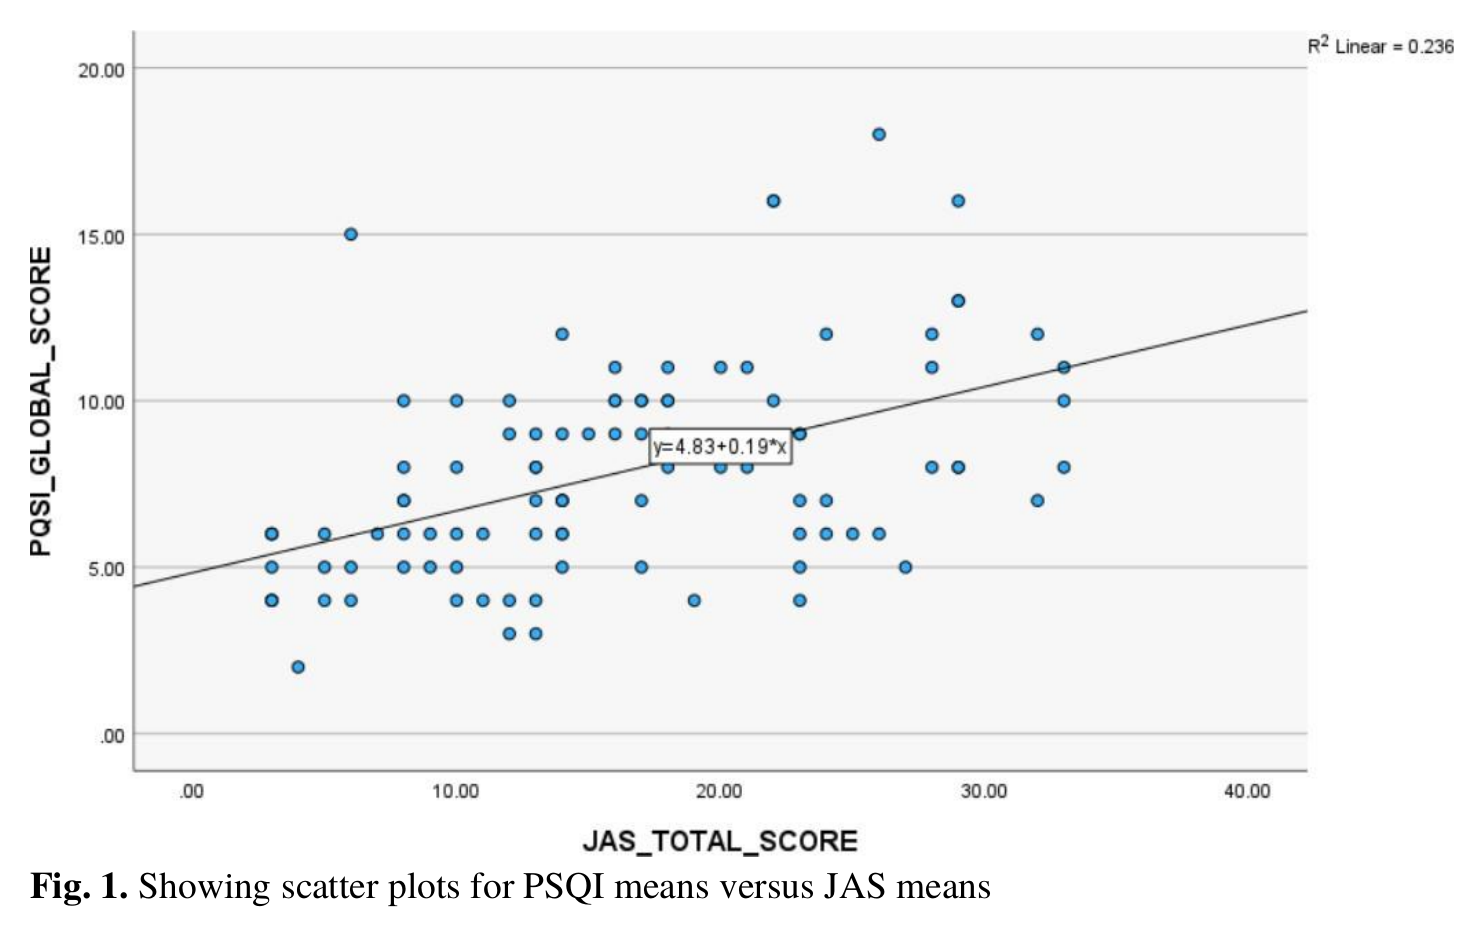 R² Linear = 0.236
20.00
15.00
10.00
5.00
.00
PQSI_GLOBAL_SCORE
y=4.83+0.19*x
.00 10.00 20.00 30.00 40.00
JAS_TOTAL_SCORE
Fig. 1. Showing scatter plots for PSQI means versus JAS means